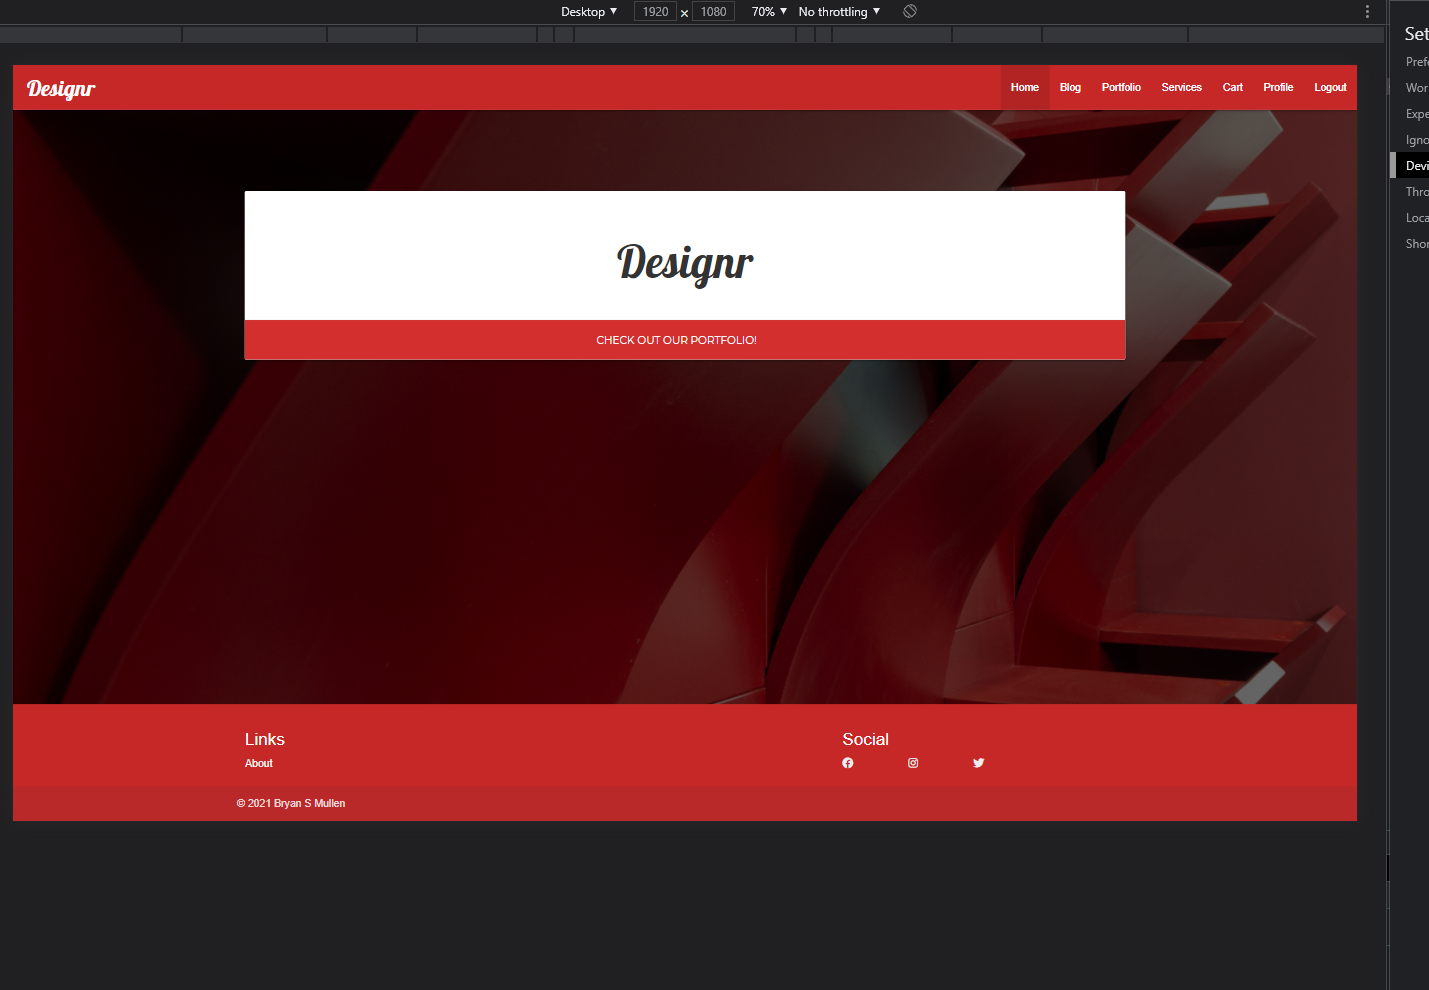 Desktop ▼ 1920 × 1080 70% ▼ No throttling ▼
Designr
Home Blog Portfolio Services Cart Profile Logout
Designr
CHECK OUT OUR PORTFOLIO!
Links
About
Social
© 2021 Bryan S Mullen
Set
Pref
Wor
Expe
Igno
Devi
Thro
Loca
Shor